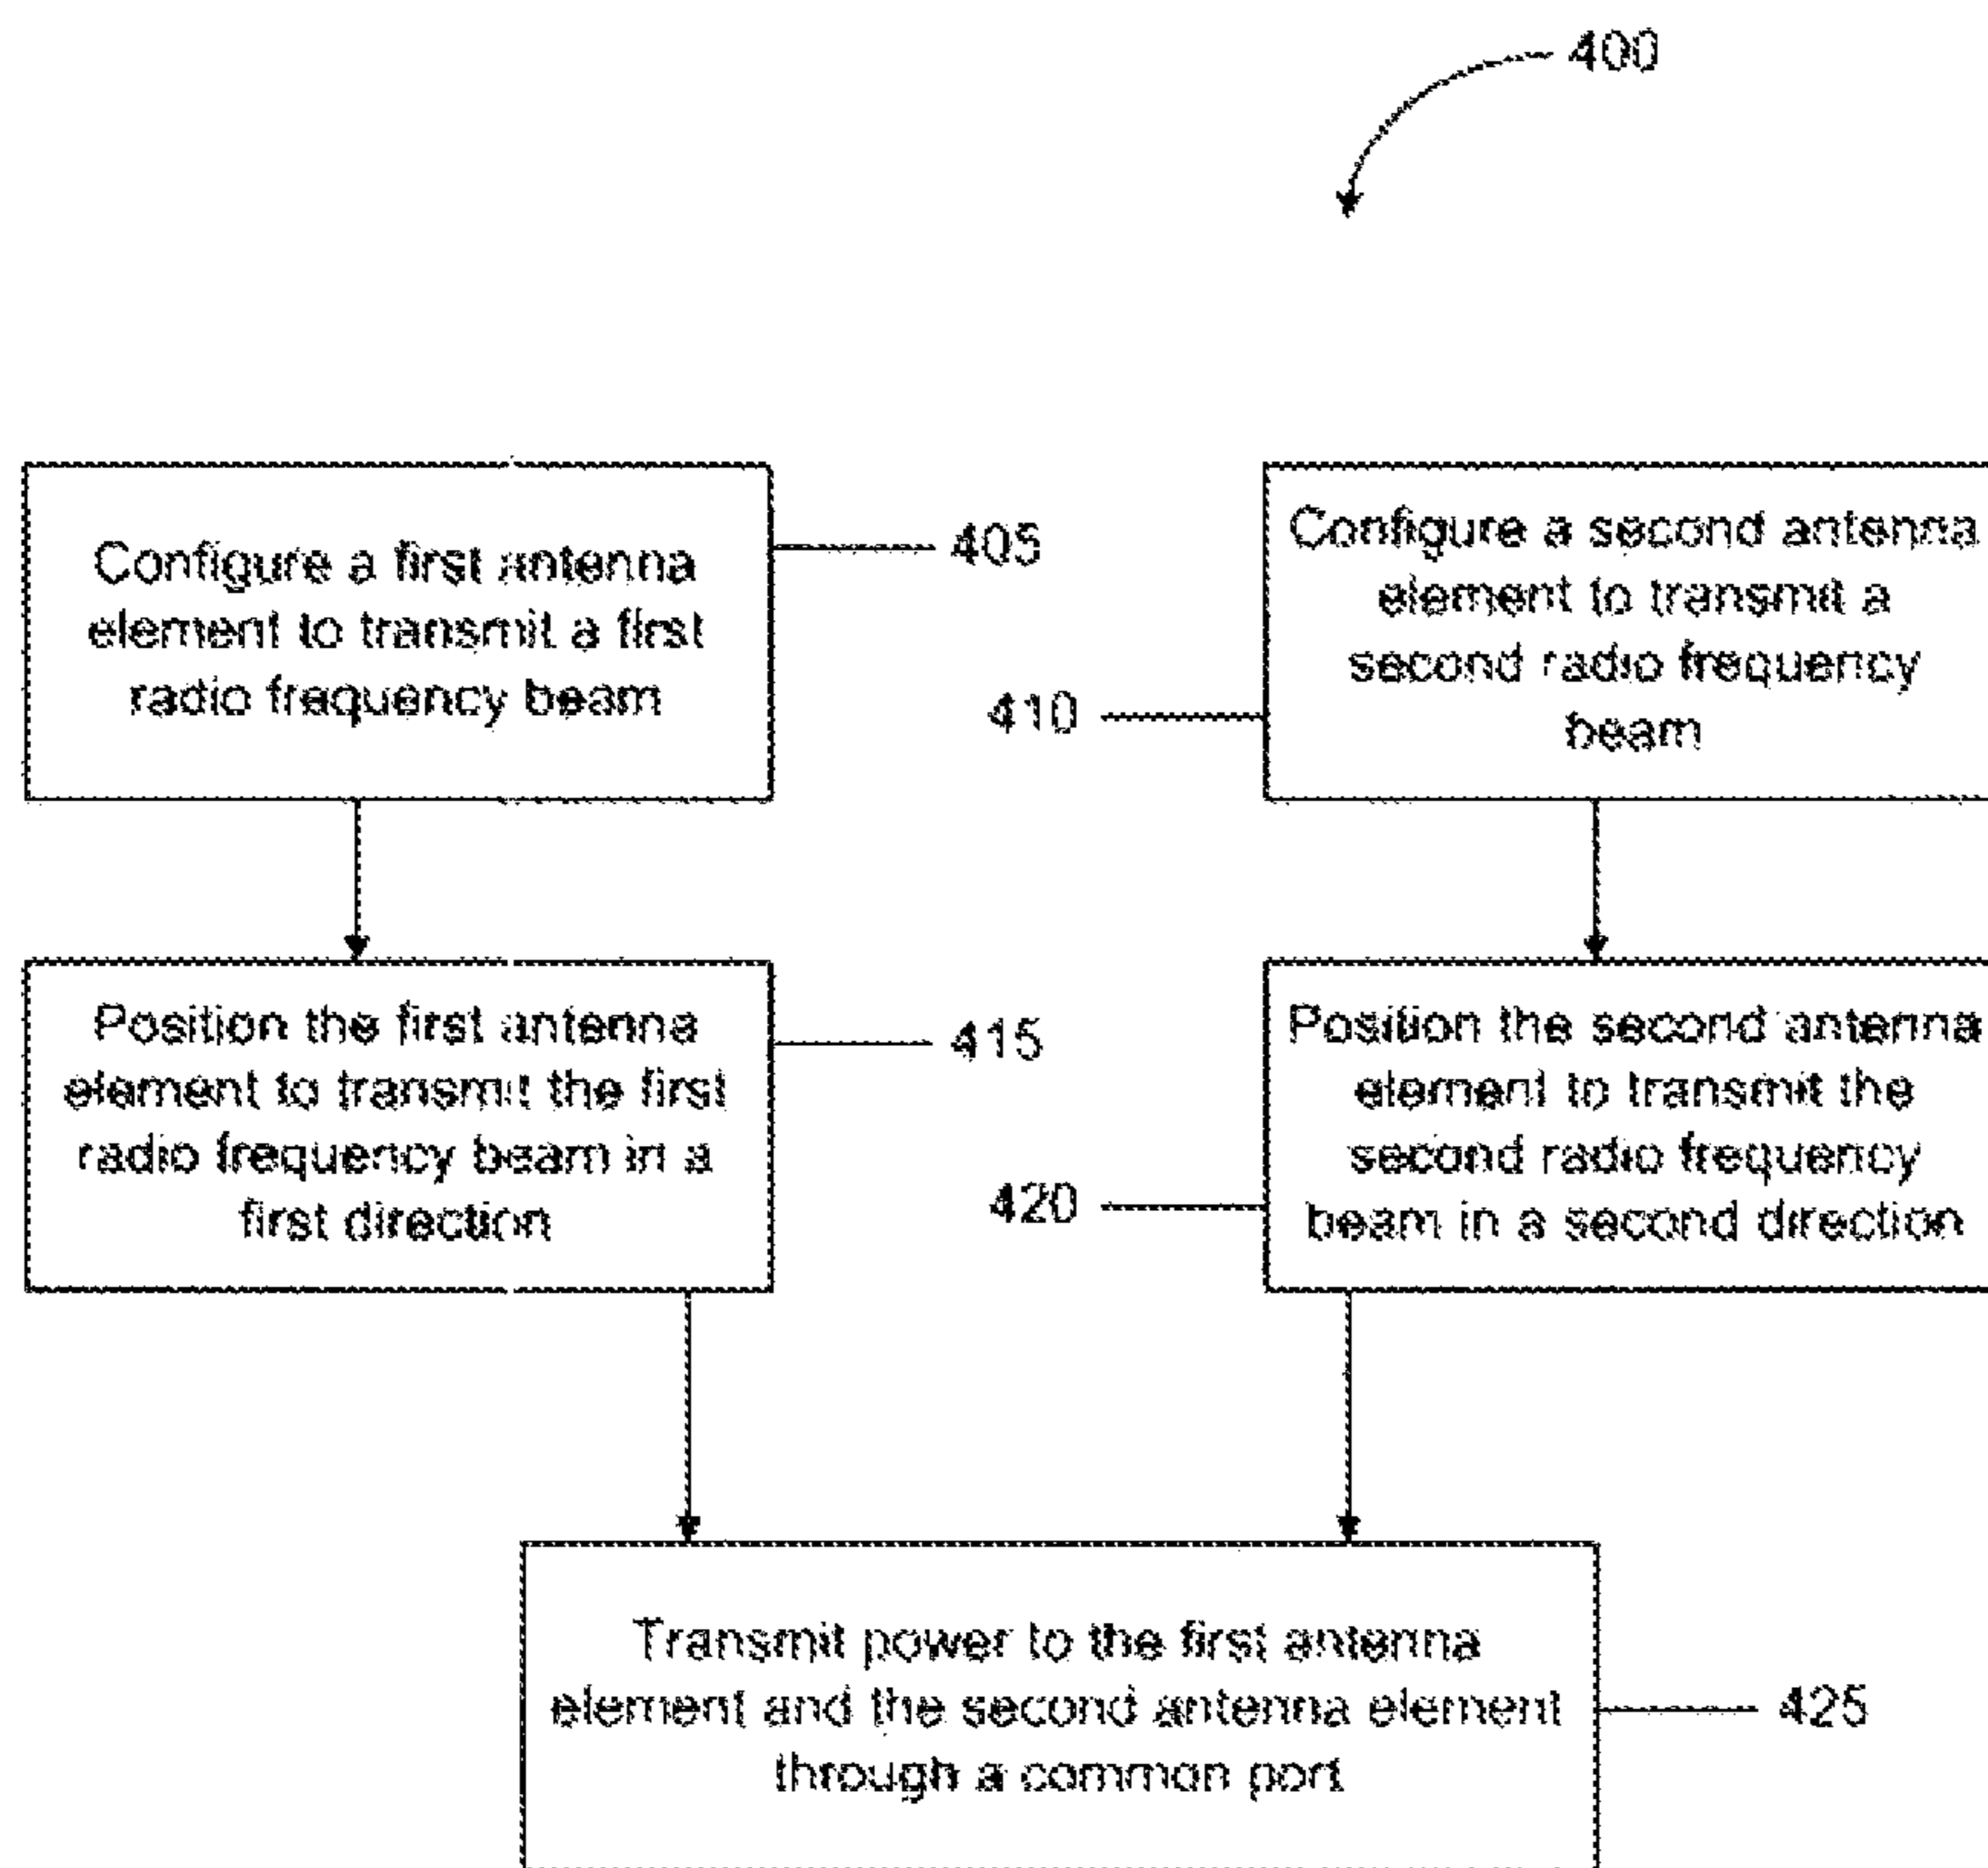 400
Configure a first antenna
element to transmit a first
radio frequency beam
405
Configure a second antenna
element to transmit a
second radio frequency
beam
410
Position the first antenna
element to transmit the first
radio frequency beam in a
first direction
415
Position the second antenna
element to transmit the
second radio frequency
beam in a second direction
420
Transmit power to the first antenna
element and the second antenna element
through a common port
425